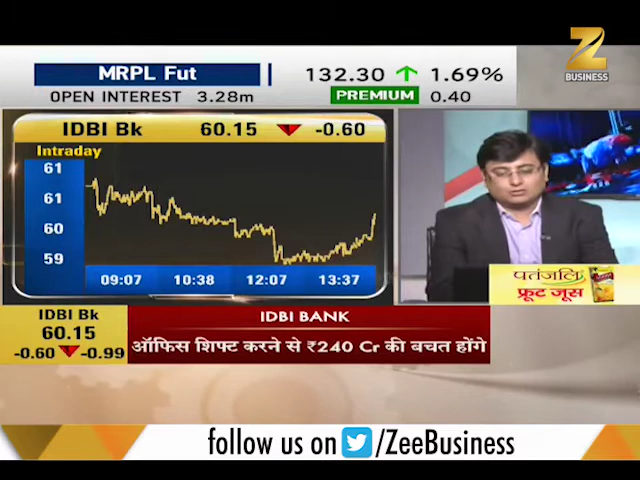 MRPL Fut 132.30 1.69%
OPEN INTEREST 3.28m PREMIUM 0.40
Z
BUSINESS
IDBI Bk 60.15 -0.60
Intraday
61
61
60
59
09:07 10:38 12:07 13:37
पतंजलि
फ्रूट जूस
IDBI Bk
60.15
-0.60 -0.99
IDBI BANK
ऑफिस शिफ्ट करने से ₹240 Cr की बचत होंगे
follow us on /ZeeBusiness